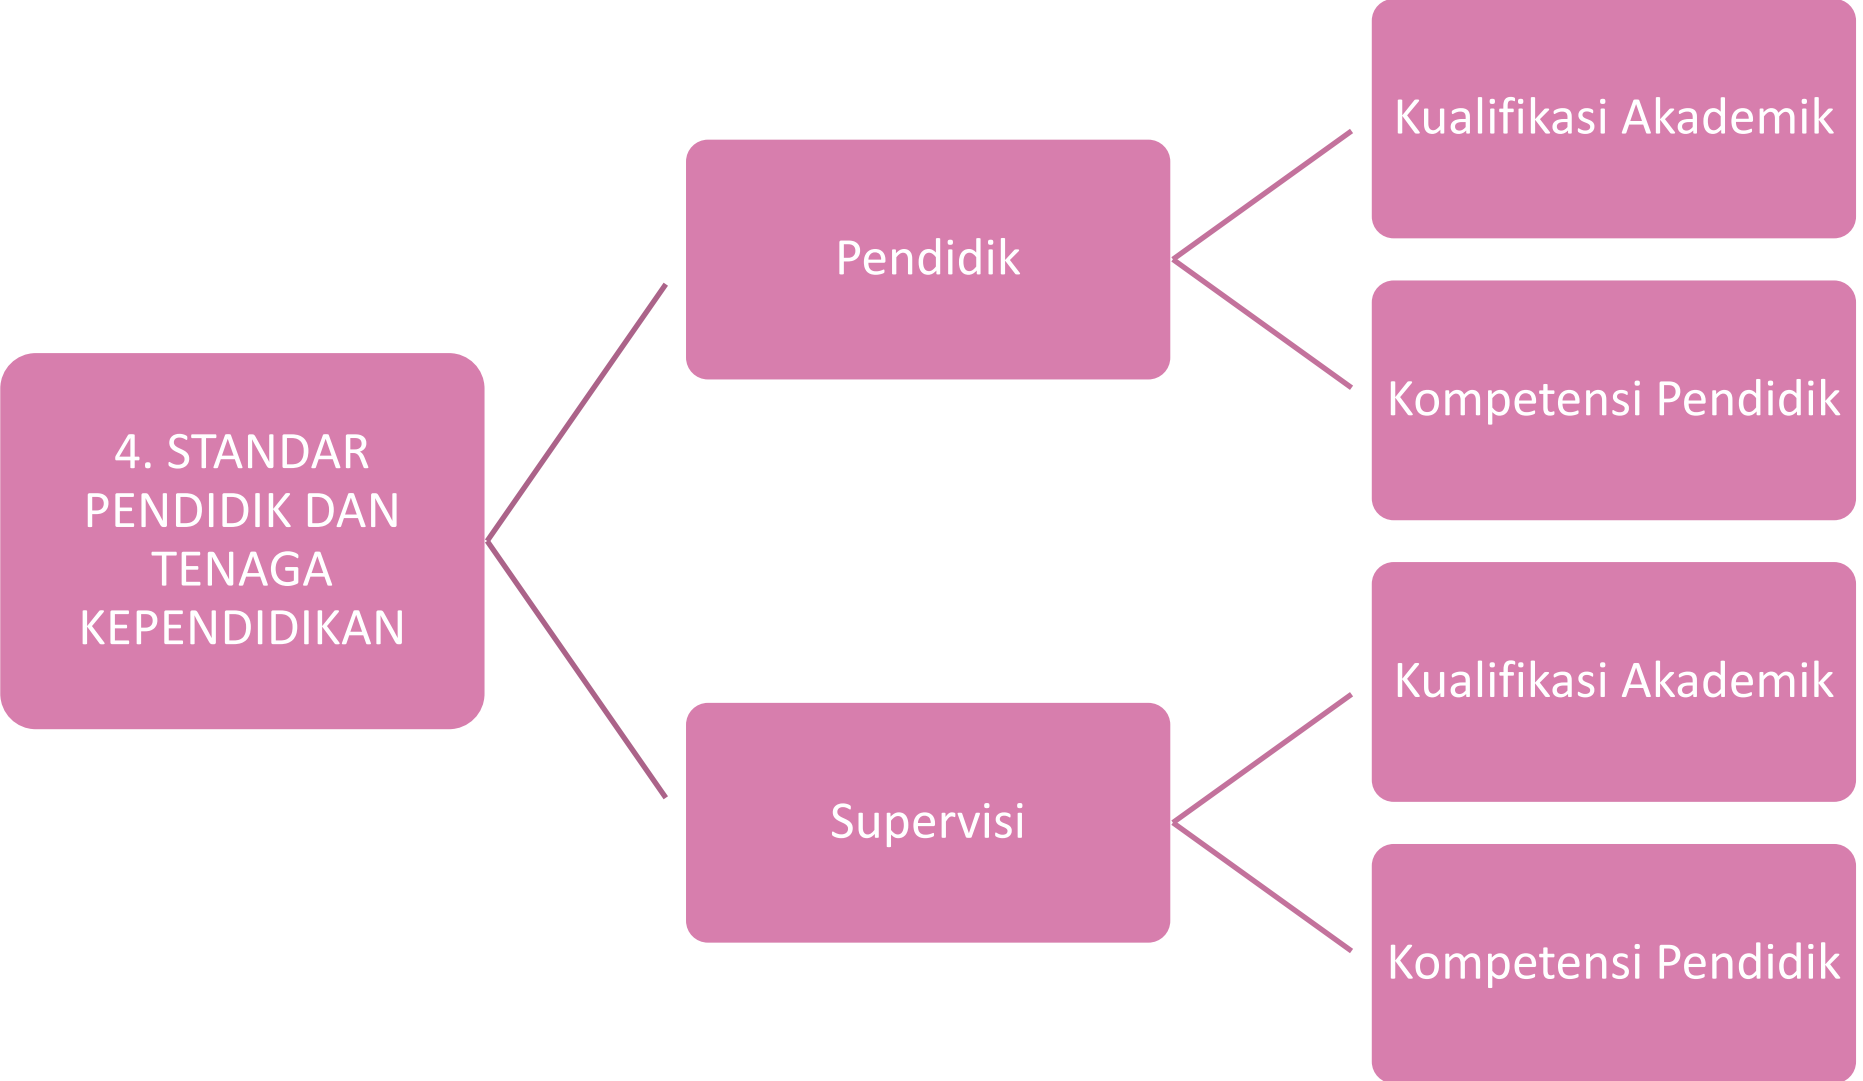 4. STANDAR
PENDIDIK DAN
TENAGA
KEPENDIDIKAN
Pendidik
Kualifikasi Akademik
Kompetensi Pendidik
Supervisi
Kualifikasi Akademik
Kompetensi Pendidik